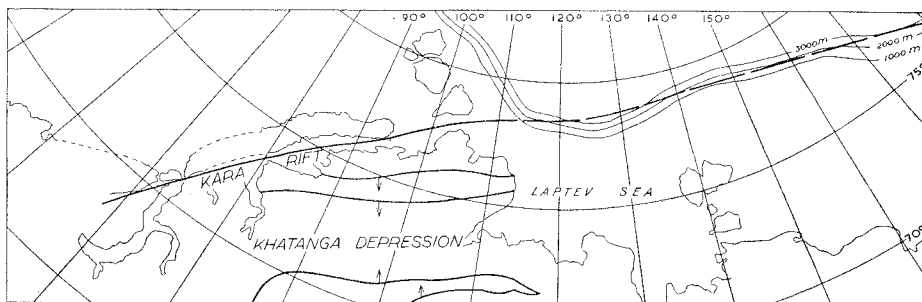 90° 100° 110° 120° 130° 140° 150°
3000m
2000 m
1000 m
75°
KARA RIFT
LAPTEV SEA
KHATANGA DEPRESSION
70°